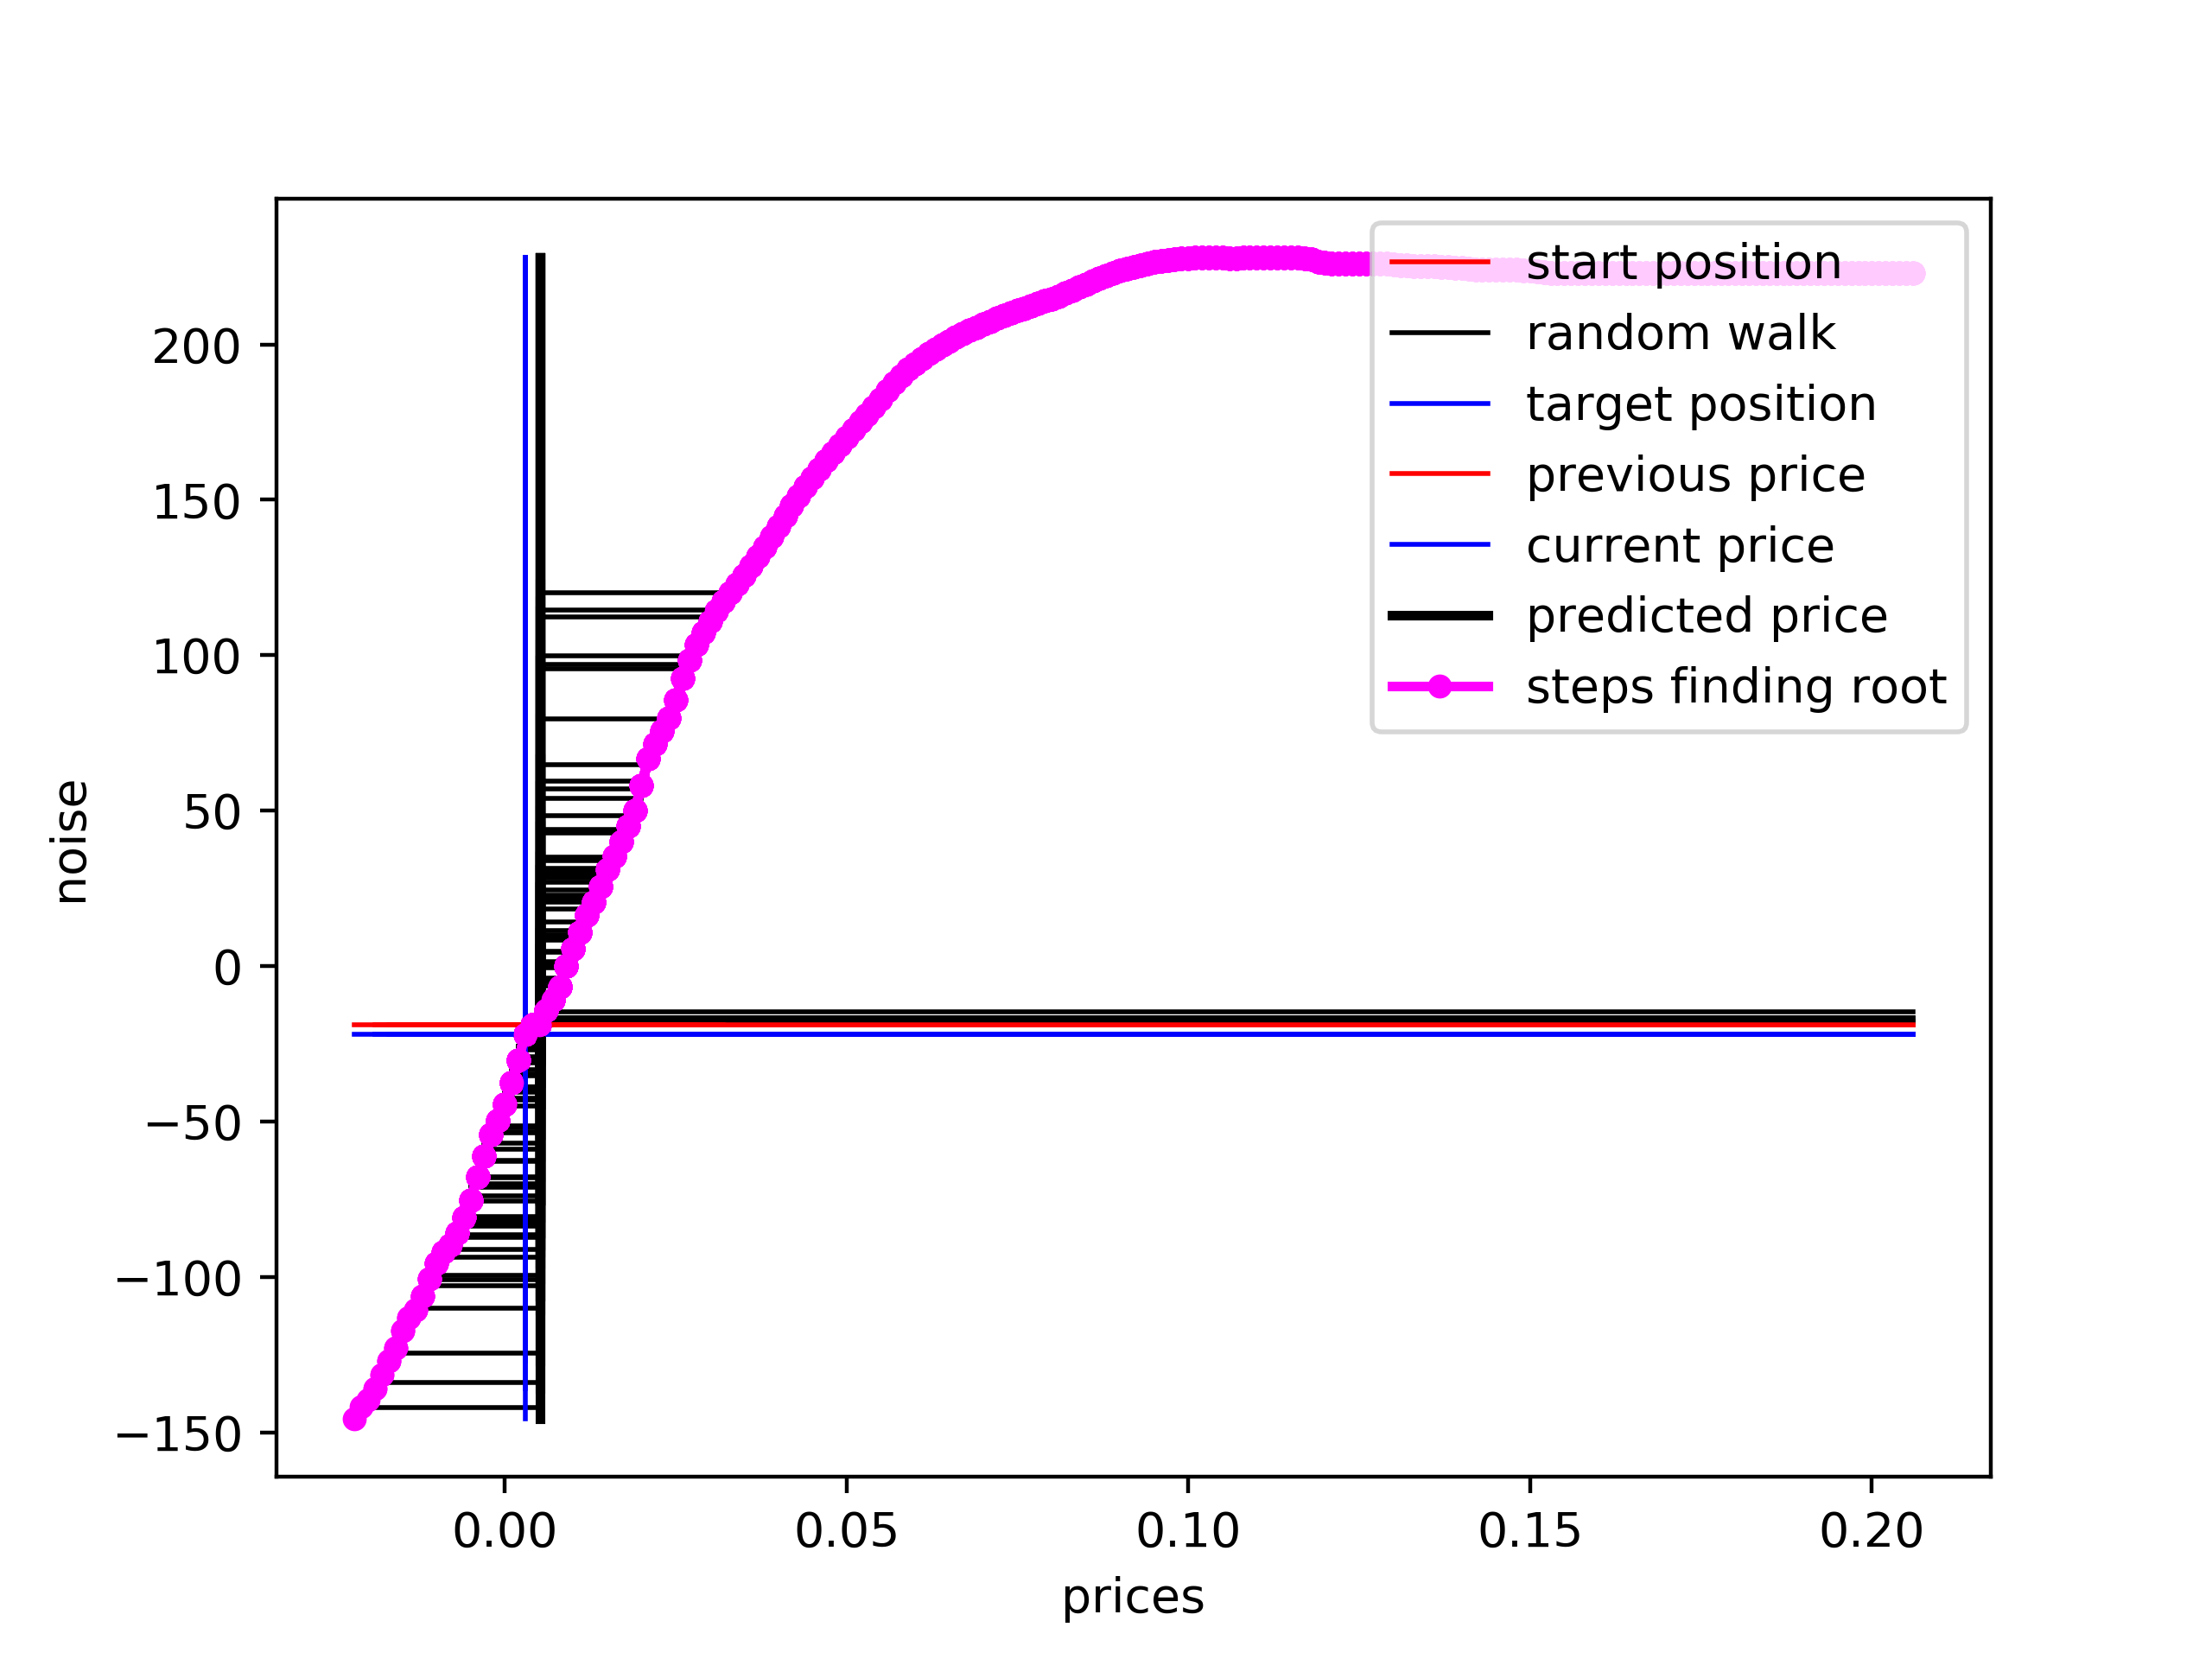 start position
random walk
target position
previous price
current price
predicted price
steps finding root
200
150
100
50
0
−50
−100
−150
noise
0.00 0.05 0.10 0.15 0.20
prices